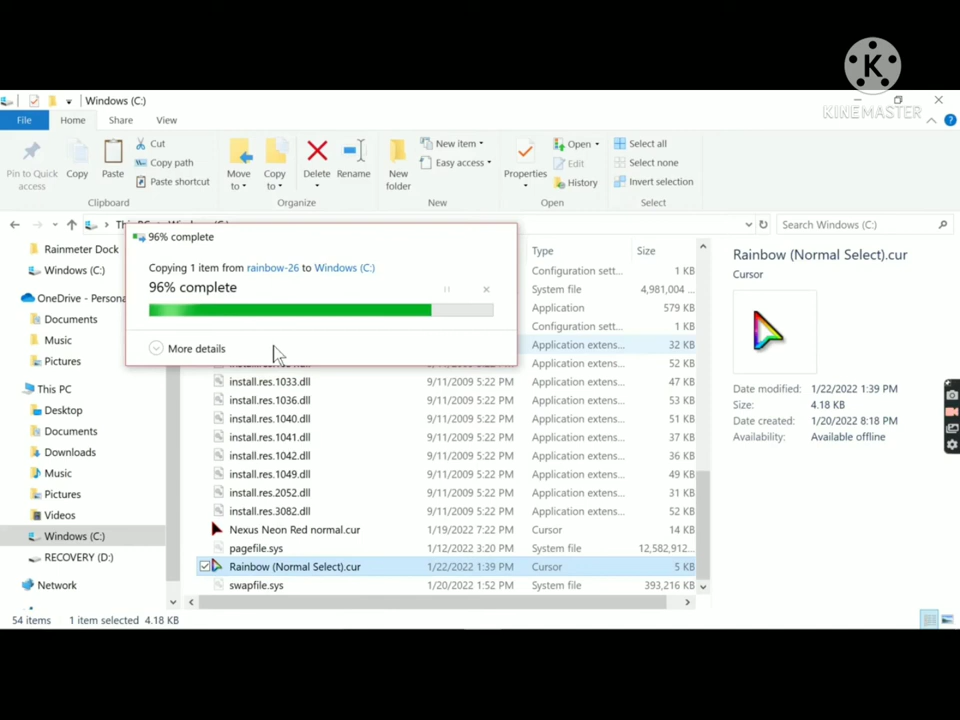 K
KINEMASTER
Windows (C:)
File Home Share View
Pin to Quick access
Copy
Paste
Cut
Copy path
Paste shortcut
Clipboard
Move to
Copy to
Delete
Rename
Organize
New folder
New item
Easy access
New
Properties
Open
Edit
History
Open
Select all
Select none
Invert selection
Select
Search Windows (C:)
96% complete
Copying 1 item from rainbow-26 to Windows (C:)
96% complete
More details
Rainmeter Dock
Windows (C:)
OneDrive - Persona
Documents
Music
Pictures
This PC
Desktop
Documents
Downloads
Music
Pictures
Videos
Windows (C:)
RECOVERY (D:)
Network
Type Size
Configuration sett... 1 KB
System file 4,981,004 ...
Application 579 KB
Configuration sett... 1 KB
Application extens... 32 KB
Application extens... 52 KB
install.res.1033.dll 9/11/2009 5:22 PM Application extens... 47 KB
install.res.1036.dll 9/11/2009 5:22 PM Application extens... 53 KB
install.res.1040.dll 9/11/2009 5:22 PM Application extens... 51 KB
install.res.1041.dll 9/11/2009 5:22 PM Application extens... 37 KB
install.res.1042.dll 9/11/2009 5:22 PM Application extens... 36 KB
install.res.1049.dll 9/11/2009 5:22 PM Application extens... 49 KB
install.res.2052.dll 9/11/2009 5:22 PM Application extens... 31 KB
install.res.3082.dll 9/11/2009 5:22 PM Application extens... 52 KB
Nexus Neon Red normal.cur 1/19/2022 7:22 PM Cursor 14 KB
pagefile.sys 1/12/2022 3:20 PM System file 12,582,912...
Rainbow (Normal Select).cur 1/22/2022 1:39 PM Cursor 5 KB
swapfile.sys 1/20/2022 1:52 PM System file 393,216 KB
Rainbow (Normal Select).cur
Cursor
Date modified: 1/22/2022 1:39 PM
Size: 4.18 KB
Date created: 1/20/2022 8:18 PM
Availability: Available offline
54 items 1 item selected 4.18 KB